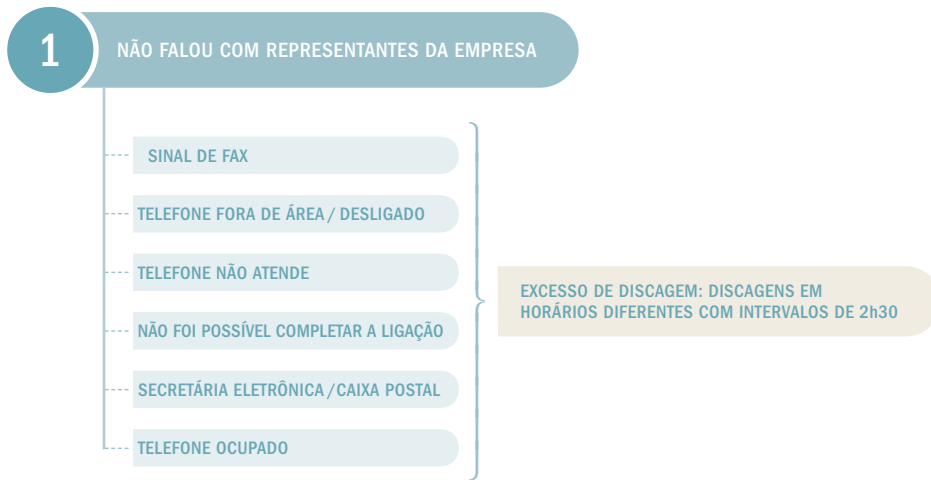 1
NÃO FALOU COM REPRESENTANTES DA EMPRESA
SINAL DE FAX
TELEFONE FORA DE ÁREA / DESLIGADO
TELEFONE NÃO ATENDE
NÃO FOI POSSÍVEL COMPLETAR A LIGAÇÃO
SECRETÁRIA ELETRÔNICA / CAIXA POSTAL
TELEFONE OCUPADO
EXCESSO DE DISCAGEM: DISCAGENS EM
HORÁRIOS DIFERENTES COM INTERVALOS DE 2h30